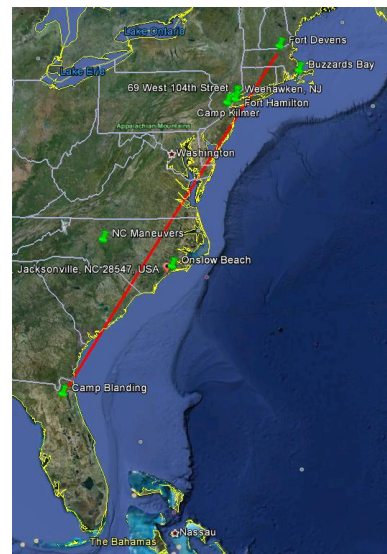 Lake Ontario
Fort Devens
Lake Erie
Buzzards Bay
69 West 104th Street
Weehawken, NJ
Fort Hamilton
Camp Kilmer
Appalachian Mountains
Washington
NC Maneuvers
Onslow Beach
Jacksonville, NC 28547, USA
Camp Blanding
Nassau
The Bahamas